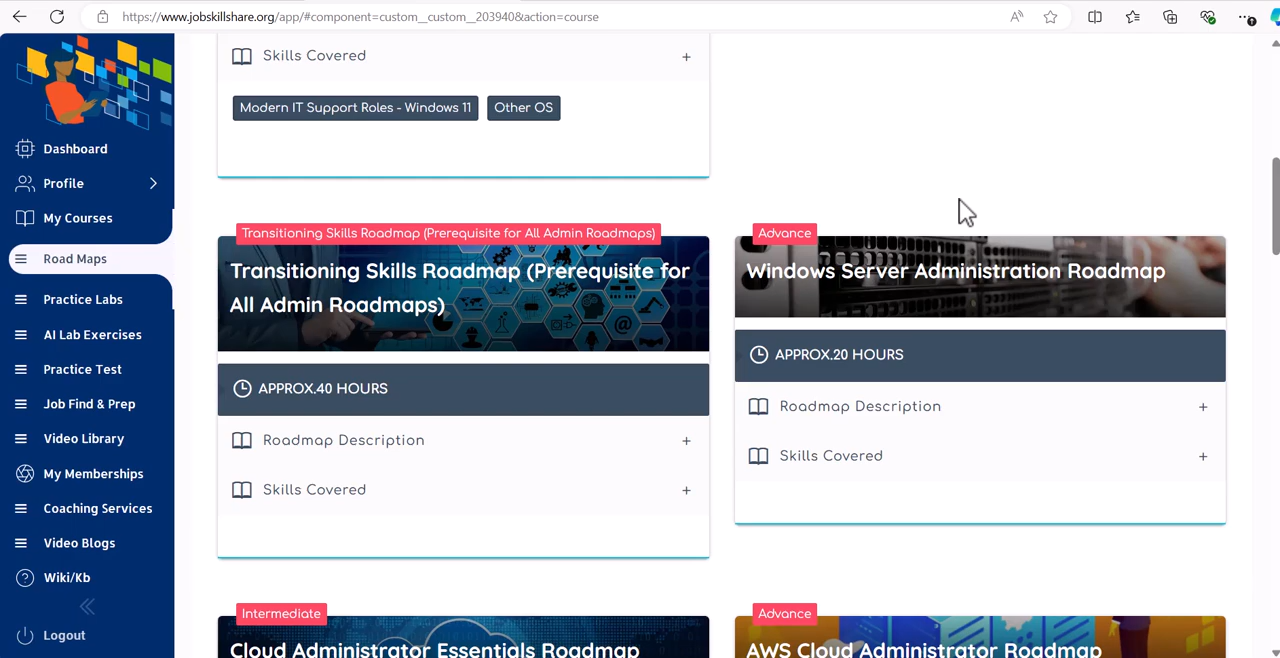 https://www.jobskillshare.org/app/#component=custom__custom__203940&action=course
Dashboard
Profile
My Courses
Road Maps
Practice Labs
AI Lab Exercises
Practice Test
Job Find & Prep
Video Library
My Memberships
Coaching Services
Video Blogs
Wiki/Kb
Logout
Skills Covered +
Modern IT Support Roles - Windows 11 Other OS
Transitioning Skills Roadmap (Prerequisite for All Admin Roadmaps)
Transitioning Skills Roadmap (Prerequisite for
All Admin Roadmaps)
APPROX.40 HOURS
Roadmap Description +
Skills Covered +
Advance
Windows Server Administration Roadmap
APPROX.20 HOURS
Roadmap Description +
Skills Covered +
Intermediate
Cloud Administrator Essentials Roadmap
Advance
AWS Cloud Administrator Roadmap